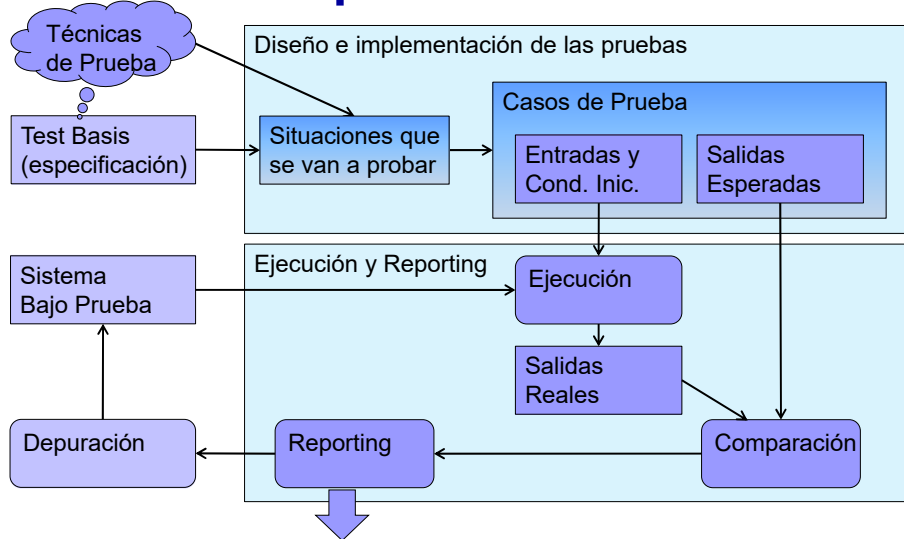 Técnicas
de Prueba
Diseño e implementación de las pruebas
Test Basis
(especificación)
Situaciones que
se van a probar
Casos de Prueba
Entradas y
Cond. Inic.
Salidas
Esperadas
Ejecución y Reporting
Sistema
Bajo Prueba
Ejecución
Salidas
Reales
Depuración
Reporting
Comparación